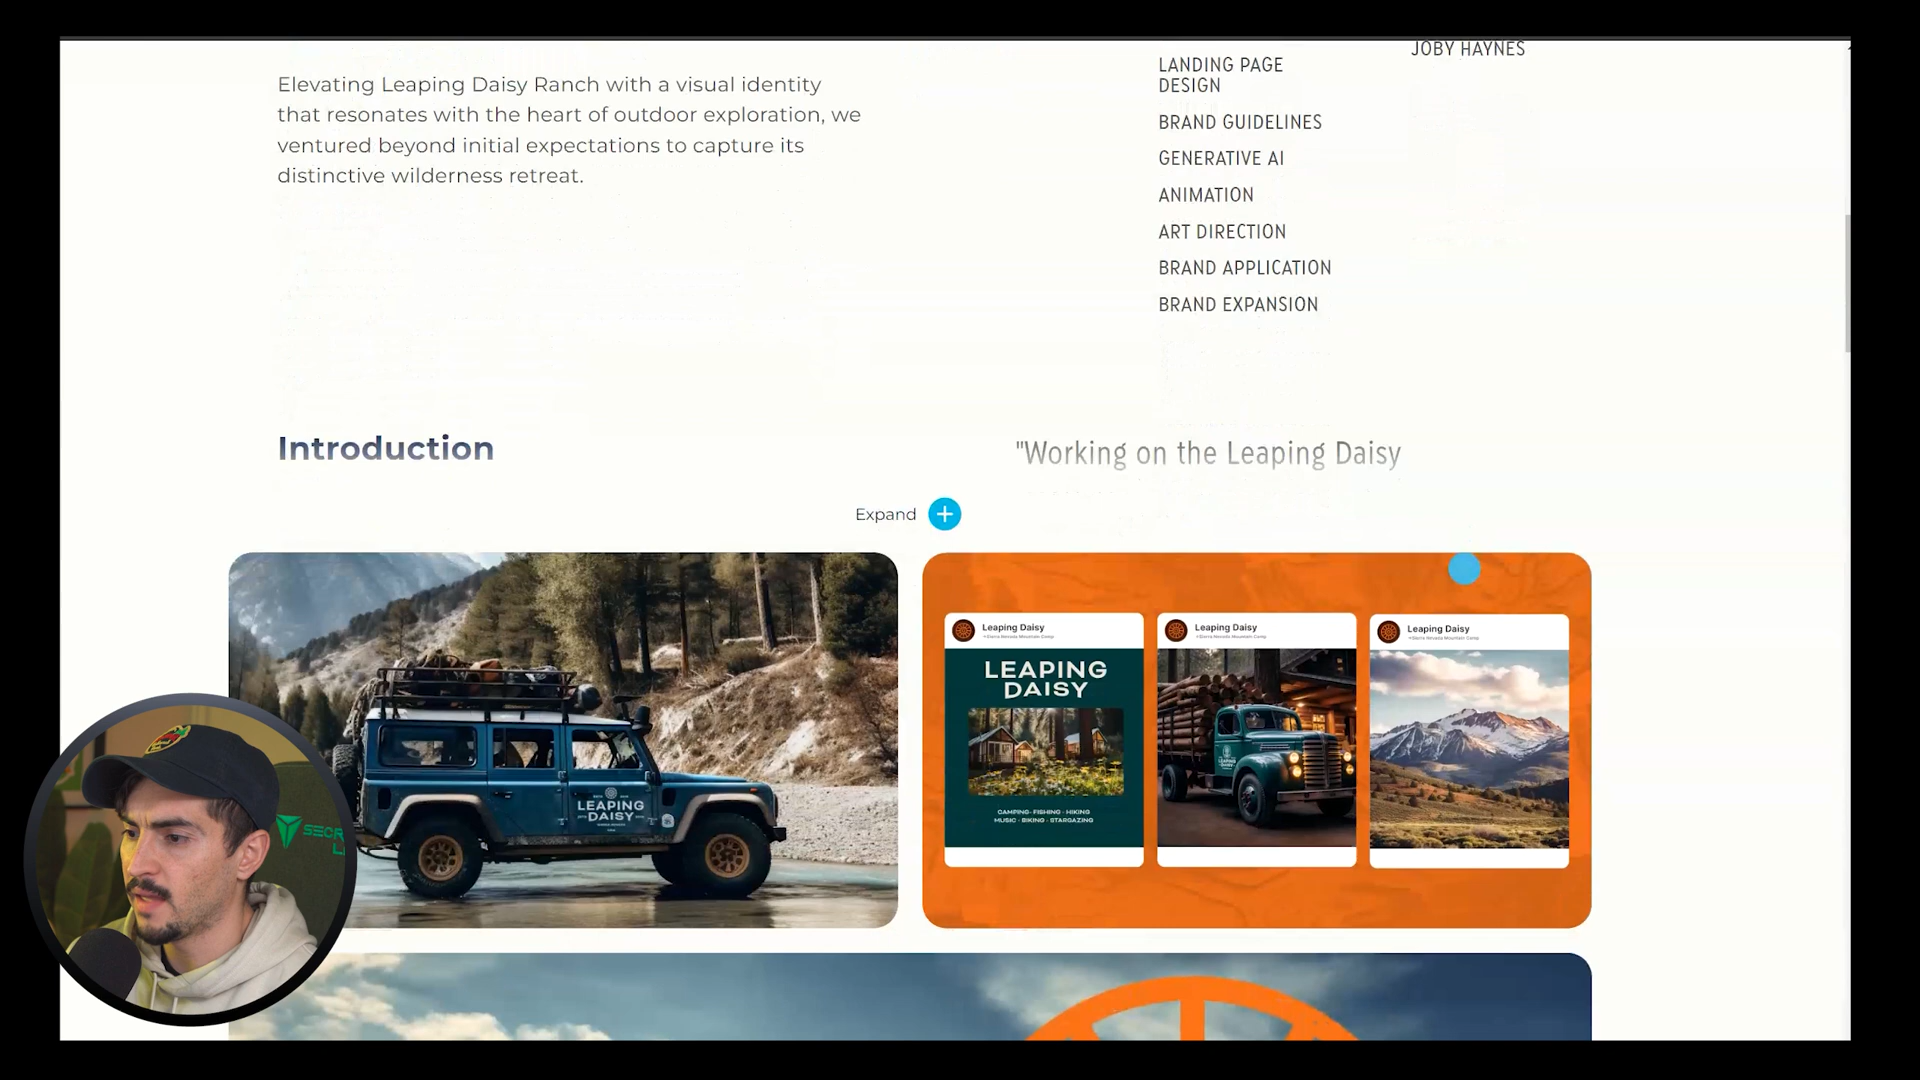 JOBY HAYNES
LANDING PAGE
DESIGN
BRAND GUIDELINES
GENERATIVE AI
ANIMATION
ART DIRECTION
BRAND APPLICATION
BRAND EXPANSION
Elevating Leaping Daisy Ranch with a visual identity
that resonates with the heart of outdoor exploration, we
ventured beyond initial expectations to capture its
distinctive wilderness retreat.
Introduction
"Working on the Leaping Daisy
Expand
LEAPING
DAISY
Leaping Daisy
Sierra Nevada Mountain Camp
LEAPING
DAISY
CAMPING · FISHING · HIKING
MUSIC · BIKING · STARGAZING
Leaping Daisy
Sierra Nevada Mountain Camp
Leaping Daisy
Sierra Nevada Mountain Camp
SECR
L